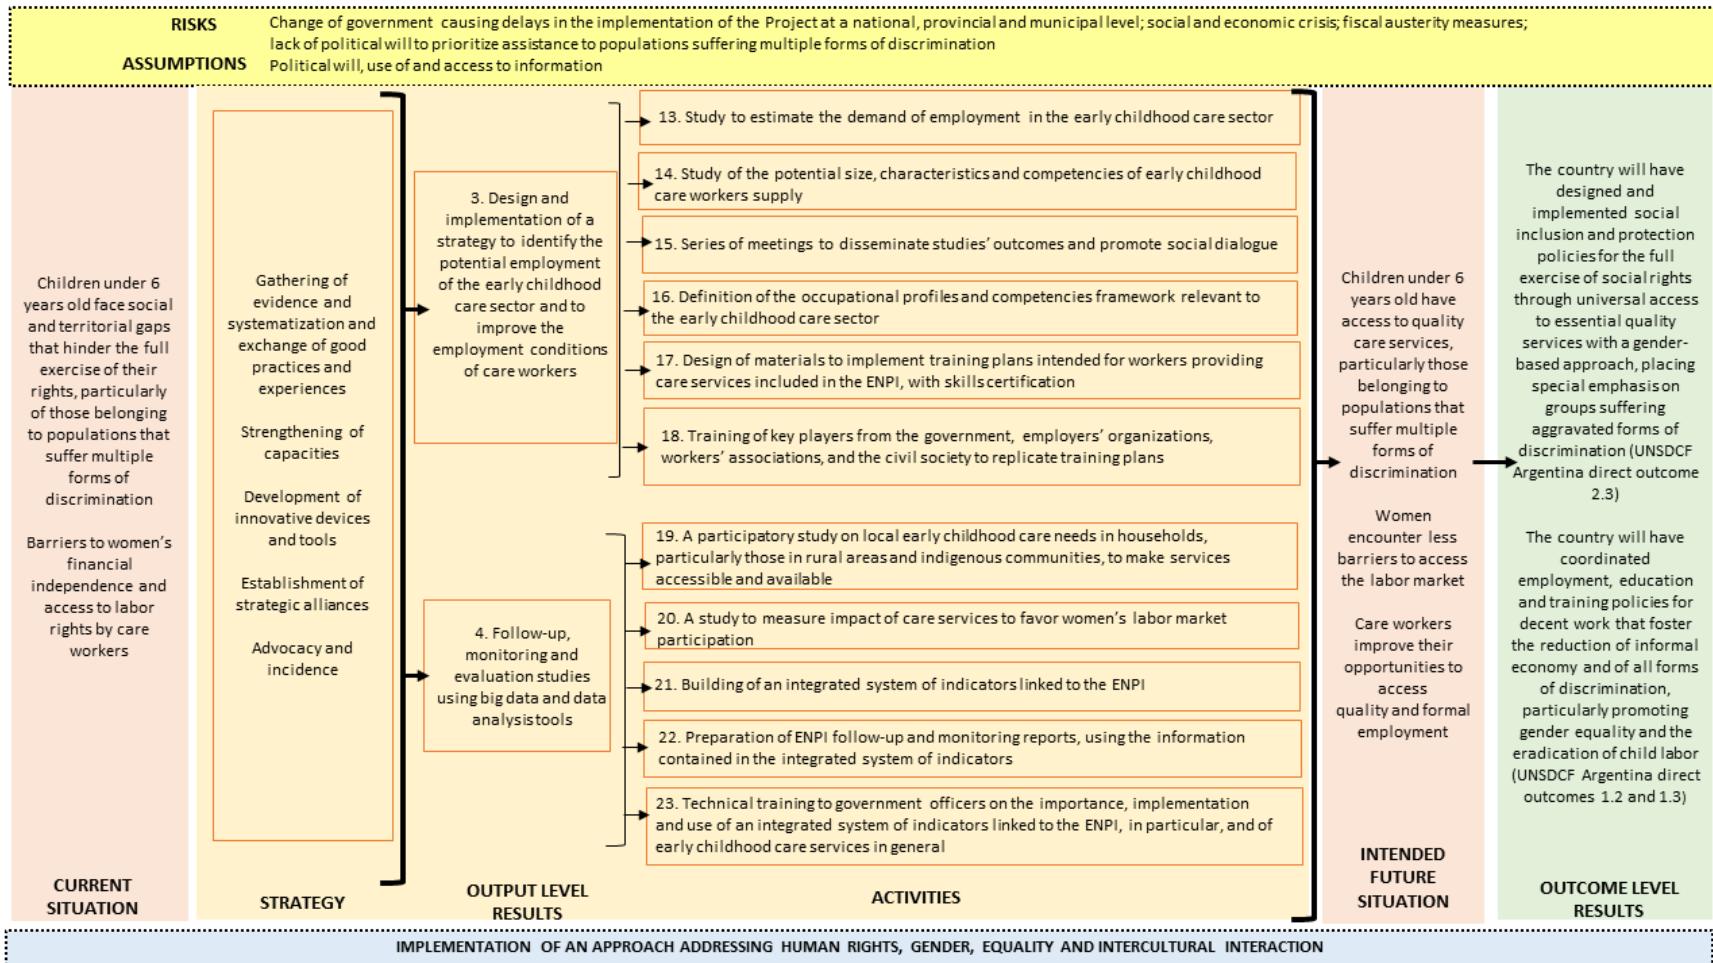 RISKS
Change of government causing delays in the implementation of the Project at a national, provincial and municipal level; social and economic crisis; fiscal austerity measures;
lack of political will to prioritize assistance to populations suffering multiple forms of discrimination
ASSUMPTIONS
Political will, use of and access to information
Children under 6
years old face social
and territorial gaps
that hinder the full
exercise of their
rights, particularly
of those belonging
to populations that
suffer multiple
forms of
discrimination
Barriers to women's
financial
independence and
access to labor
rights by care
workers
CURRENT
SITUATION
Gathering of
evidence and
systematization and
exchange of good
practices and
experiences
Strengthening of
capacities
Development of
innovative devices
and tools
Establishment of
strategic alliances
Advocacy and
incidence
STRATEGY
3. Design and
implementation of a
strategy to identify the
potential employment
of the early childhood
care sector and to
improve the
employment conditions
of care workers
4. Follow-up,
monitoring and
evaluation studies
using big data and data
analysis tools
OUTPUT LEVEL
RESULTS
13. Study to estimate the demand of employment in the early childhood care sector
14. Study of the potential size, characteristics and competencies of early childhood
care workers supply
15. Series of meetings to disseminate studies' outcomes and promote social dialogue
16. Definition of the occupational profiles and competencies framework relevant to
the early childhood care sector
17. Design of materials to implement training plans intended for workers providing
care services included in the ENPI, with skills certification
18. Training of key players from the government, employers' organizations,
workers' associations, and the civil society to replicate training plans
19. A participatory study on local early childhood care needs in households,
particularly those in rural areas and indigenous communities, to make services
accessible and available
20. A study to measure impact of care services to favor women's labor market
participation
21. Building of an integrated system of indicators linked to the ENPI
22. Preparation of ENPI follow-up and monitoring reports, using the information
contained in the integrated system of indicators
23. Technical training to government officers on the importance, implementation
and use of an integrated system of indicators linked to the ENPI, in particular, and of
early childhood care services in general
ACTIVITIES
Children under 6
years old have
access to quality
care services,
particularly those
belonging to
populations that
suffer multiple
forms of
discrimination
Women
encounter less
barriers to access
the labor market
Care workers
improve their
opportunities to
access
quality and formal
employment
INTENDED
FUTURE
SITUATION
The country will have
designed and
implemented social
inclusion and protection
policies for the full
exercise of social rights
through universal access
to essential quality
services with a gender-
based approach, placing
special emphasis on
groups suffering
aggravated forms of
discrimination (UNSDCF
Argentina direct outcome
2.3)
The country will have
coordinated
employment, education
and training policies for
decent work that foster
the reduction of informal
economy and of all forms
of discrimination,
particularly promoting
gender equality and the
eradication of child labor
(UNSDCF Argentina direct
outcomes 1.2 and 1.3)
OUTCOME LEVEL
RESULTS
IMPLEMENTATION OF AN APPROACH ADDRESSING HUMAN RIGHTS, GENDER, EQUALITY AND INTERCULTURAL INTERACTION